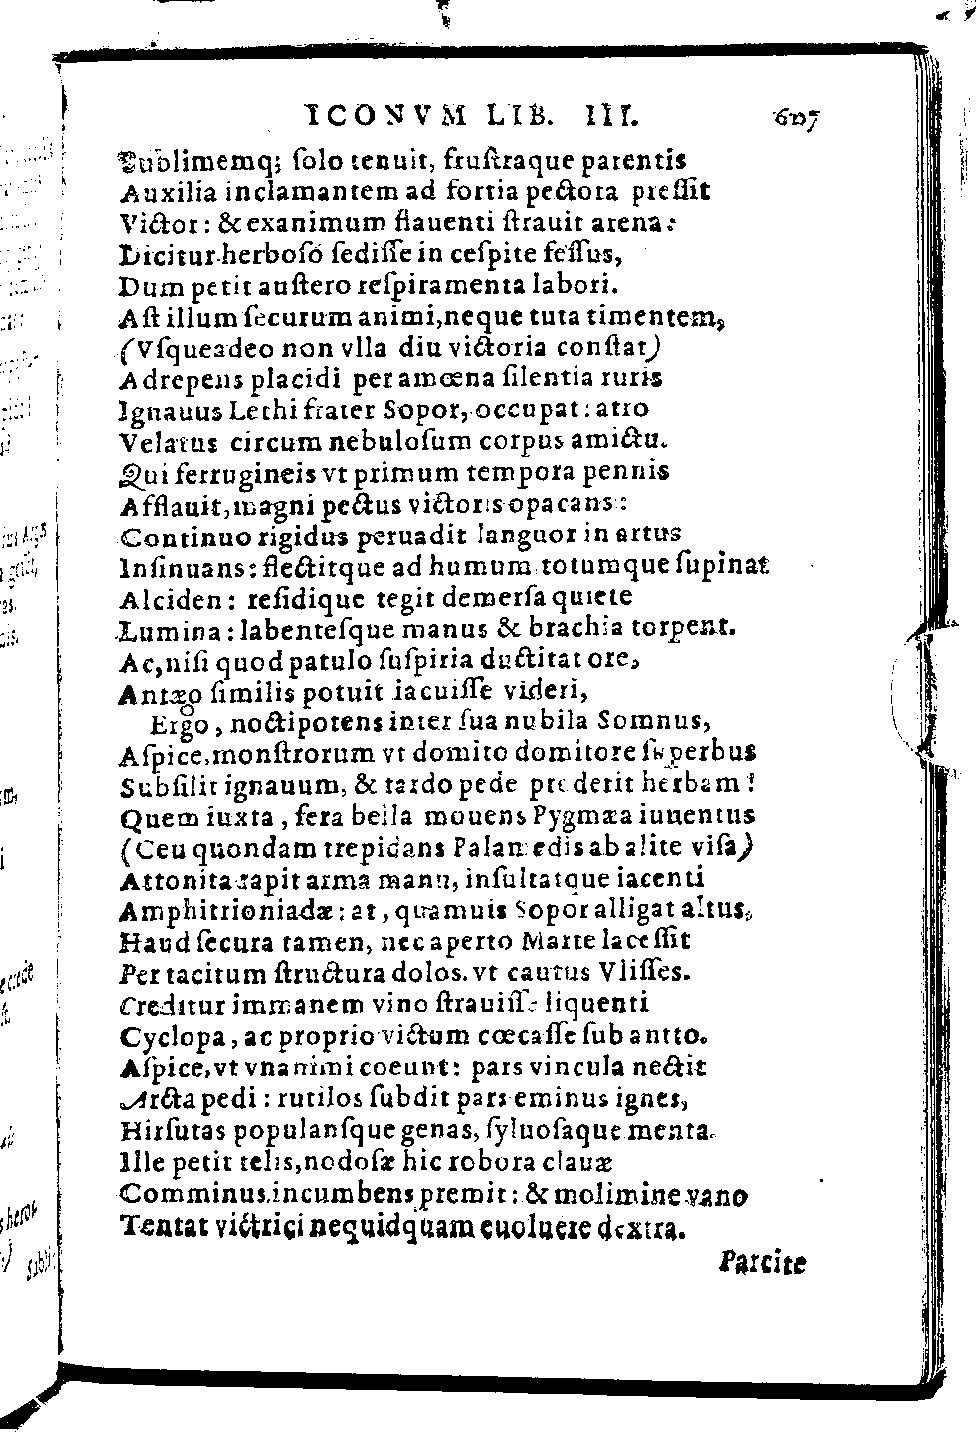 ICONVM LIB. III. 607
Sublimemq; ſolo tenuit, fruſtraque parentis
Auxilia inclamantem ad fortia pectora preſſit
Victor: & exanimum flauenti ſtrauit arena:
Dicitur herboſo ſediſſe in ceſpite feſſus,
Dum petit auſtero reſpiramenta labori.
Aſt illum ſecurum animi, neque tuta timentem,
(Vſqueadeo non vlla diu victoria conſtat)
Adrepens placidi per amœna ſilentia ruris
Ignauus Lethi frater Sopor, occupat: atro
Velatus circum nebuloſum corpus amictu.
Qui ferrugineis vt primum tempora pennis
Afflauit, magni pectus victoris opacans:
Continuo rigidus peruadit languor in artus
Inſinuans: flectitque ad humum totumque ſupinat
Alciden: reſidique tegit demerſa quiete
Lumina: labenteſque manus & brachia torpent.
Ac, niſi quod patulo ſuſpiria ductitat ore,
Antæo ſimilis potuit iacuiſſe videri,
Ergo, noctipotens inter ſua nubila Somnus,
Aſpice, monſtrorum vt domito domitore ſuperbus
Subſilit ignauum, & tardo pede proderit herbam!
Quem iuxta, fera bella mouens Pygmæa iuuentus
(Ceu quondam trepidans Palamedis ab alite viſa)
Attonita rapit arma manu, inſultatque iacenti
Amphitrioniadæ: at, quamuis Sopor alligat altus,
Haud ſecura tamen, nec aperto Marte laceſſit
Per tacitum ſtructura dolos. vt cautus Vliſſes.
Creditur immanem vino ſtrauiſſe liquenti
Cyclopa, ac proprio victum cœcaſſe ſub antro.
Aſpice, vt vnanimi coeunt: pars vincula nectit
Arcta pedi: rutilos ſubdit pars eminus ignes,
Hirſutas populanſque genas, ſyluoſaque menta.
Ille petit telis, nodoſæ hic robora clauæ
Comminus incumbens premit: & molimine vano
Tentat victrici nequidquam euoluere dextra.
Parcite